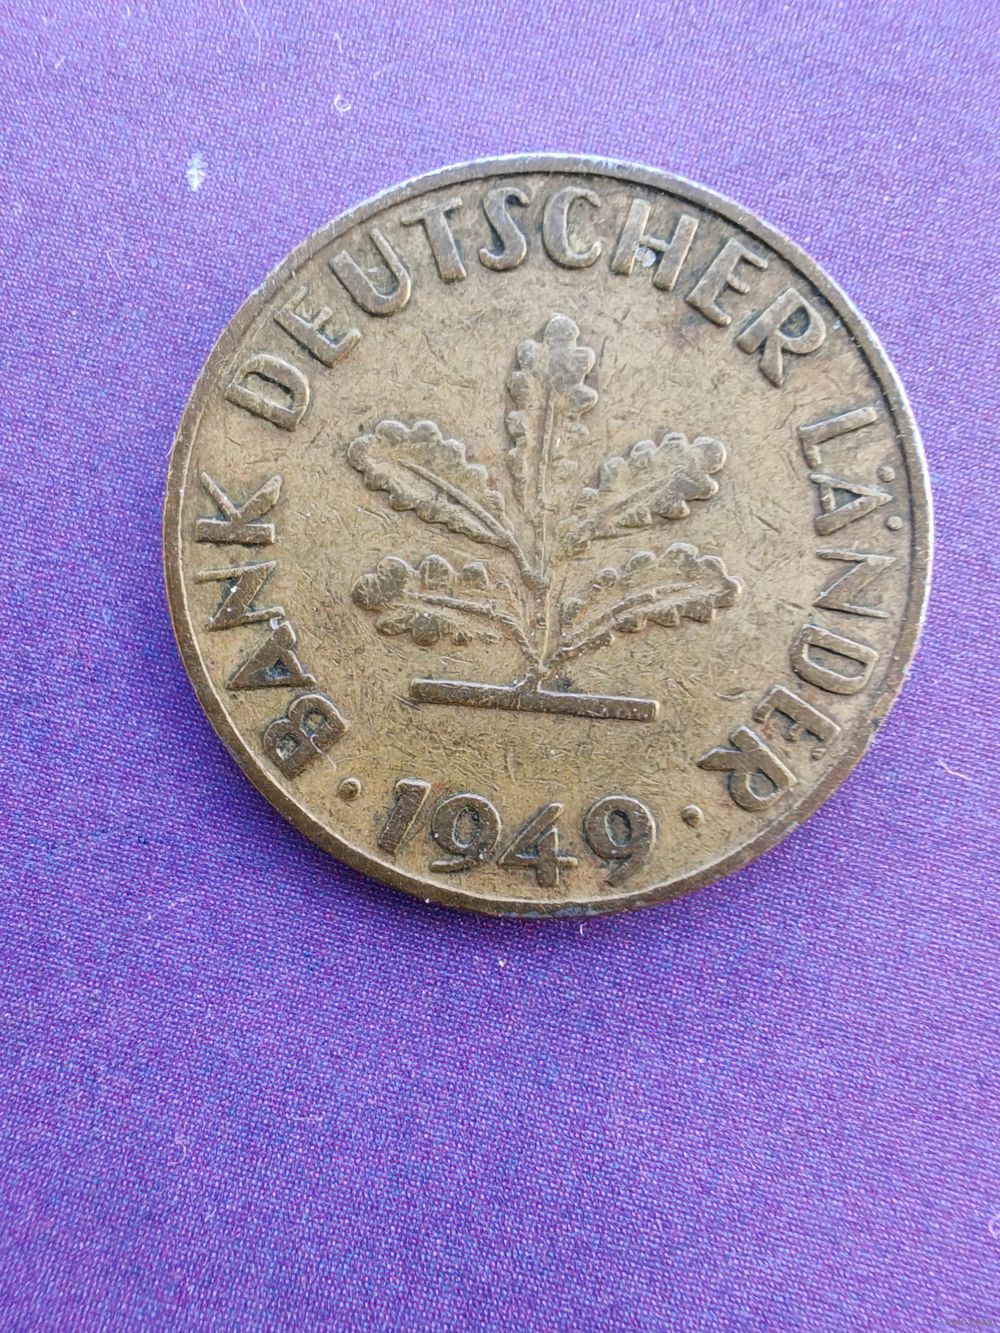 BANK DEUTSCHER LÄNDER
· 1949 ·